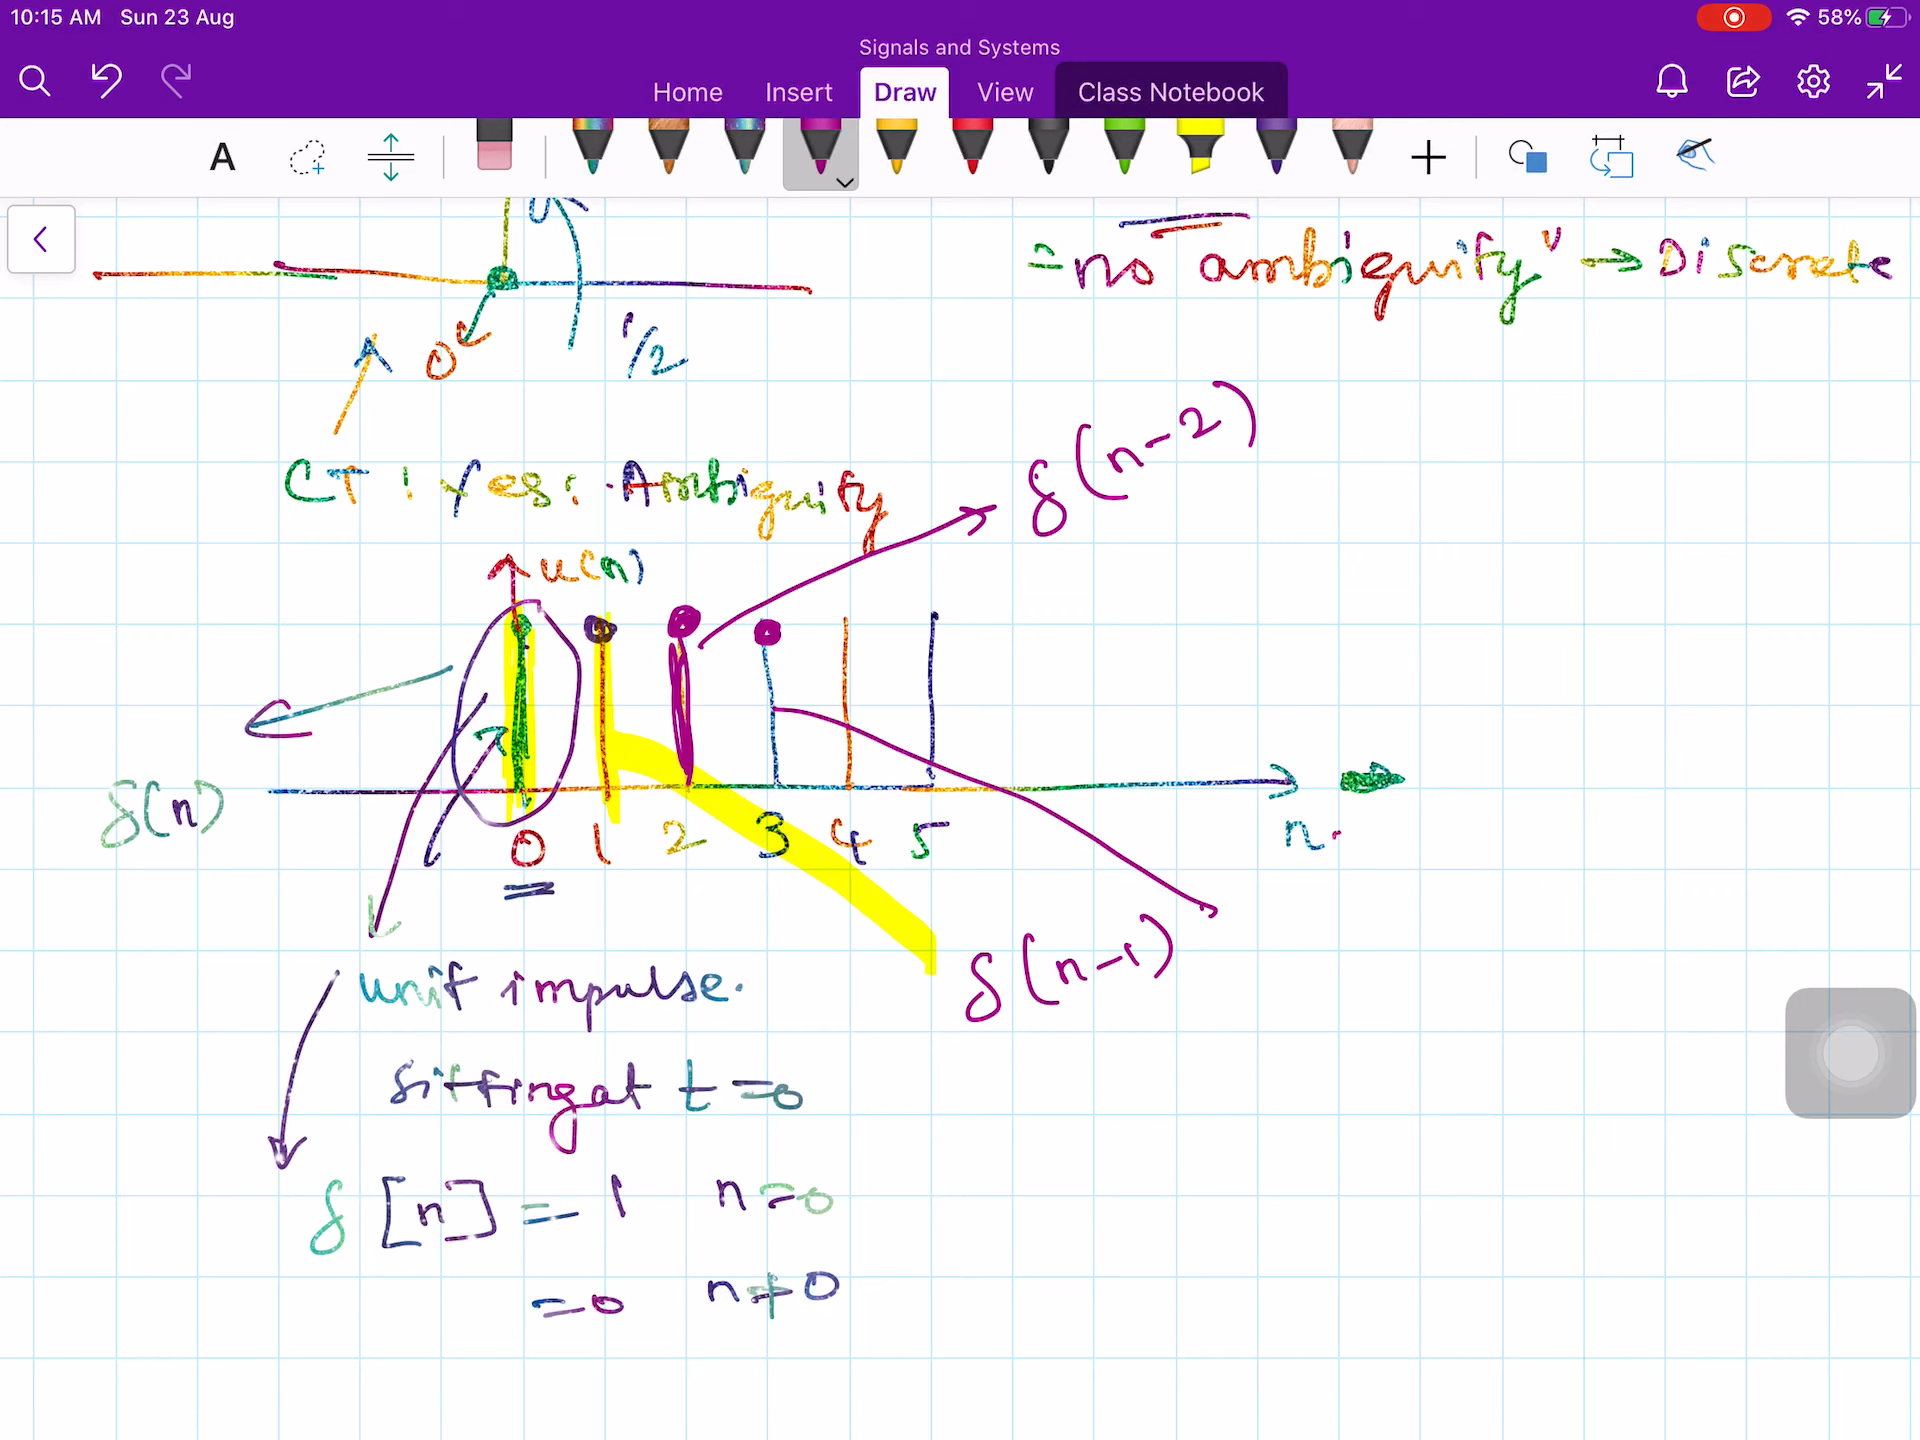 10:15 AM Sun 23 Aug
58%
Signals and Systems
Home Insert Draw View Class Notebook
A
= no ambiguity → Discrete
0 1/2
δ(n-2)
CT : Yes : Ambiguity
u(n)
δ(n)
0 1 2 3 4 5 n
δ(n-1)
unit impulse.
sitting at t=0
δ[n] = 1 n=0
=0 n≠0